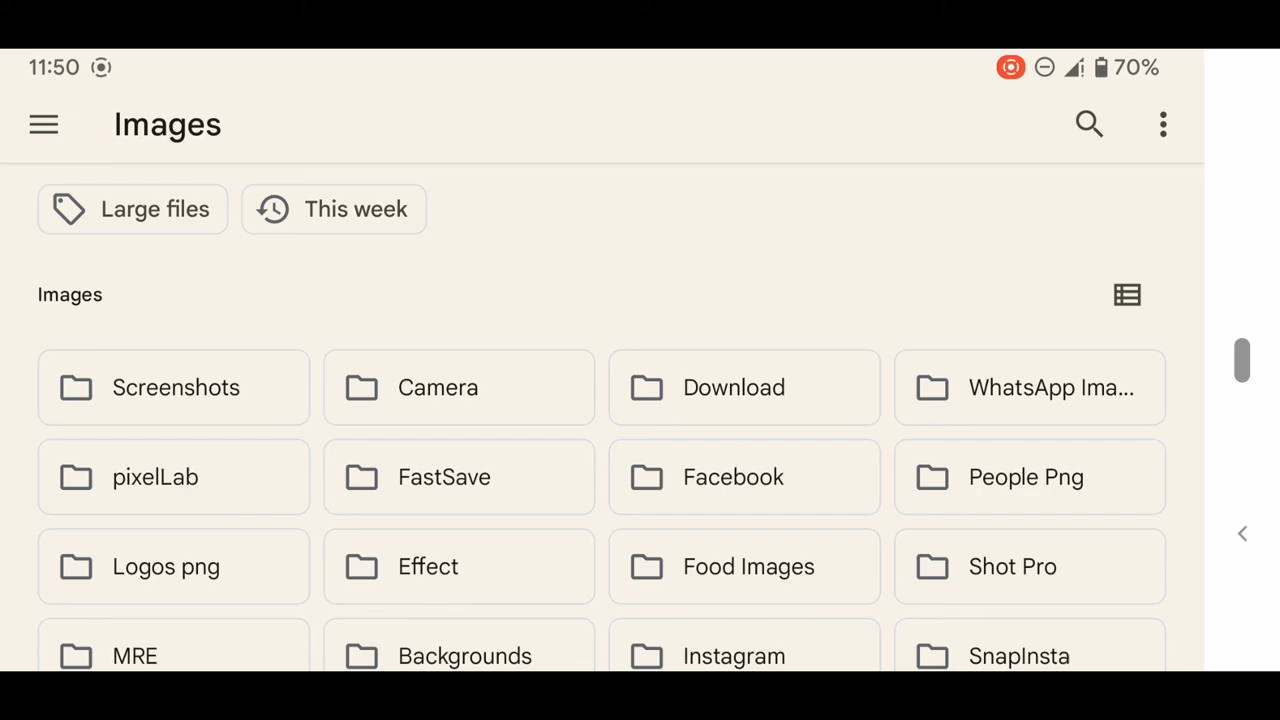 11:50 70%
Images
Large files This week
Images
Screenshots Camera Download WhatsApp Ima...
pixelLab FastSave Facebook People Png
Logos png Effect Food Images Shot Pro
MRE Backgrounds Instagram SnapInsta